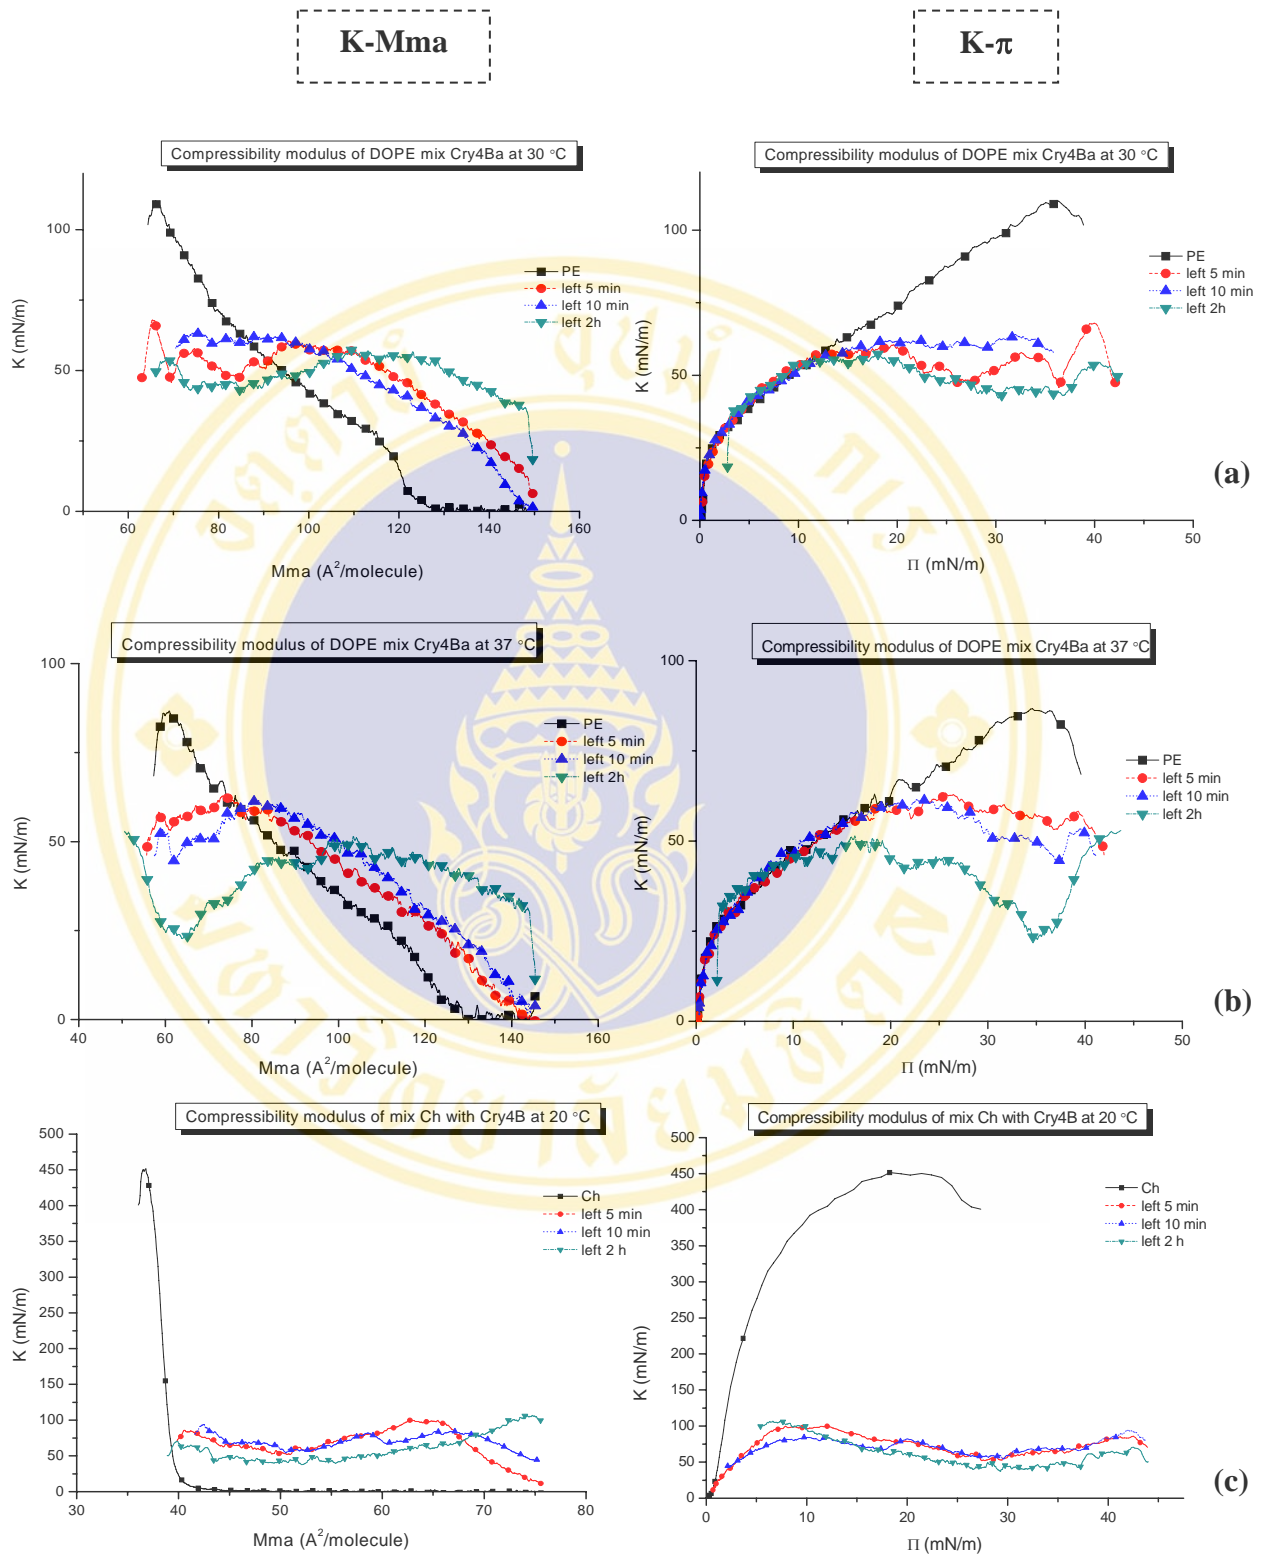 K-Mma
K-π
Compressibility modulus of DOPE mix Cry4Ba at 30 °C
100
50
0
K (mN/m)
60 80 100 120 140 160
Mma (A²/molecule)
PE
left 5 min
left 10 min
left 2h
Compressibility modulus of DOPE mix Cry4Ba at 30 °C
100
50
0
K (mN/m)
0 10 20 30 40 50
Π (mN/m)
PE
left 5 min
left 10 min
left 2h
(a)
Compressibility modulus of DOPE mix Cry4Ba at 37 °C
100
50
0
K (mN/m)
40 60 80 100 120 140 160
Mma (A²/molecule)
PE
left 5 min
left 10 min
left 2h
Compressibility modulus of DOPE mix Cry4Ba at 37 °C
100
50
0
K (mN/m)
0 10 20 30 40 50
Π (mN/m)
PE
left 5 min
left 10 min
left 2h
(b)
Compressibility modulus of mix Ch with Cry4B at 20 °C
500
450
400
350
300
250
200
150
100
50
0
K (mN/m)
30 40 50 60 70 80
Mma (A²/molecule)
Ch
left 5 min
left 10 min
left 2 h
Compressibility modulus of mix Ch with Cry4B at 20 °C
500
450
400
350
300
250
200
150
100
50
0
K (mN/m)
0 10 20 30 40
Π (mN/m)
Ch
left 5 min
left 10 min
left 2 h
(c)